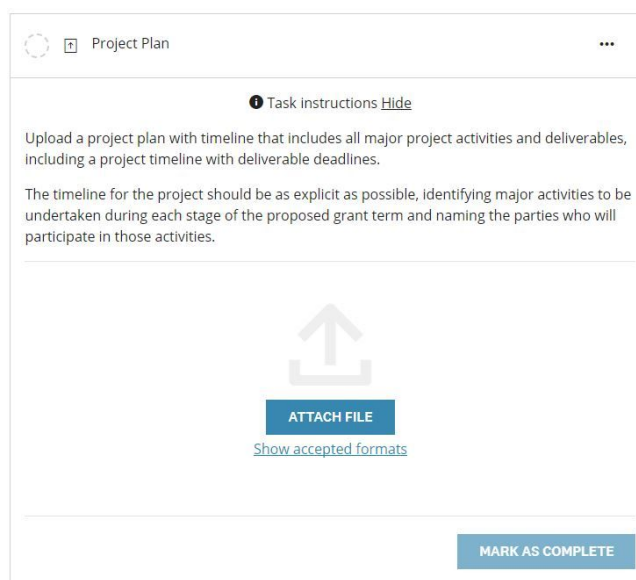 Project Plan
Task instructions Hide
Upload a project plan with timeline that includes all major project activities and deliverables,
including a project timeline with deliverable deadlines.
The timeline for the project should be as explicit as possible, identifying major activities to be
undertaken during each stage of the proposed grant term and naming the parties who will
participate in those activities.
ATTACH FILE
Show accepted formats
MARK AS COMPLETE